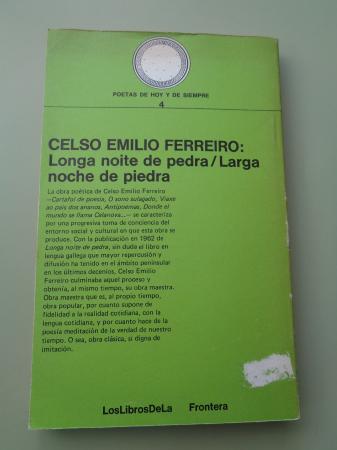 POETAS DE HOY Y DE SIEMPRE
4
CELSO EMILIO FERREIRO:
Longa noite de pedra/Larga
noche de piedra
La obra poética de Celso Emilio Ferreiro
—Cartafol de poesía, O sono sulagado, Viaxe
ao país dos ananos, Antipoemas, Donde el
mundo se llama Celanova...— se caracteriza
por una progresiva toma de conciencia del
entorno social y cultural en que esta obra se
produce. Con la publicación en 1962 de
Longa noite de pedra, sin duda el libro en
lengua gallega que mayor repercusión y
difusión ha tenido en el ámbito peninsular
en los últimos decenios, Celso Emilio
Ferreiro culminaba aquel proceso y
obtenía, al mismo tiempo, su obra maestra.
Obra maestra que es, al propio tiempo,
obra popular, por cuanto supone de
fidelidad a la realidad cotidiana, con la
lengua cotidiana, y por cuanto hace de la
poesía meditación de la verdad de nuestro
tiempo. O sea, obra clásica, si digna de
imitación.
LosLibrosDeLa Frontera